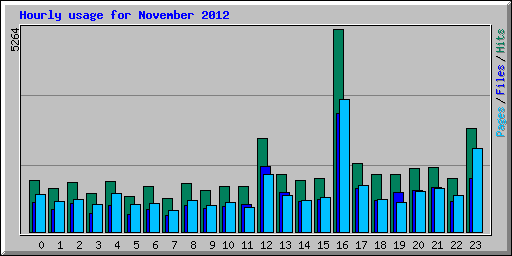 Hourly usage for November 2012
5264
Pages / Files / Hits
0 1 2 3 4 5 6 7 8 9 10 11 12 13 14 15 16 17 18 19 20 21 22 23